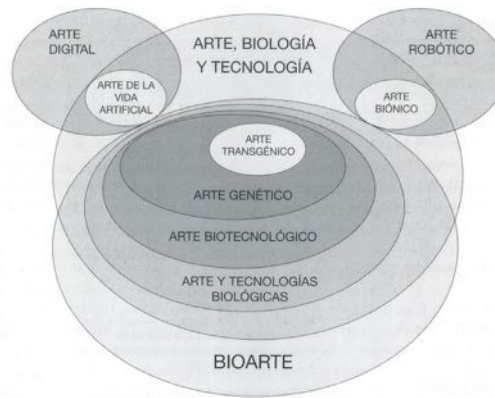 ARTE
DIGITAL
ARTE, BIOLOGÍA
Y TECNOLOGÍA
ARTE
ROBÓTICO
ARTE DE LA
VIDA
ARTIFICIAL
ARTE
BIÓNICO
ARTE
TRANSGÉNICO
ARTE GENÉTICO
ARTE BIOTECNOLÓGICO
ARTE Y TECNOLOGÍAS
BIOLÓGICAS
BIOARTE